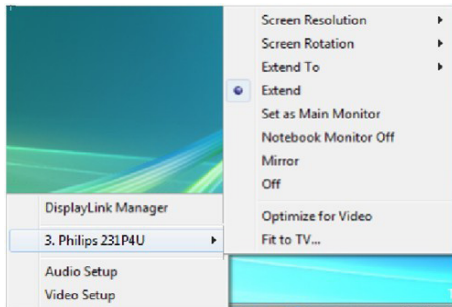 Screen Resolution
Screen Rotation
Extend To
Extend
Set as Main Monitor
Notebook Monitor Off
Mirror
Off
Optimize for Video
Fit to TV...
DisplayLink Manager
3. Philips 231P4U
Audio Setup
Video Setup